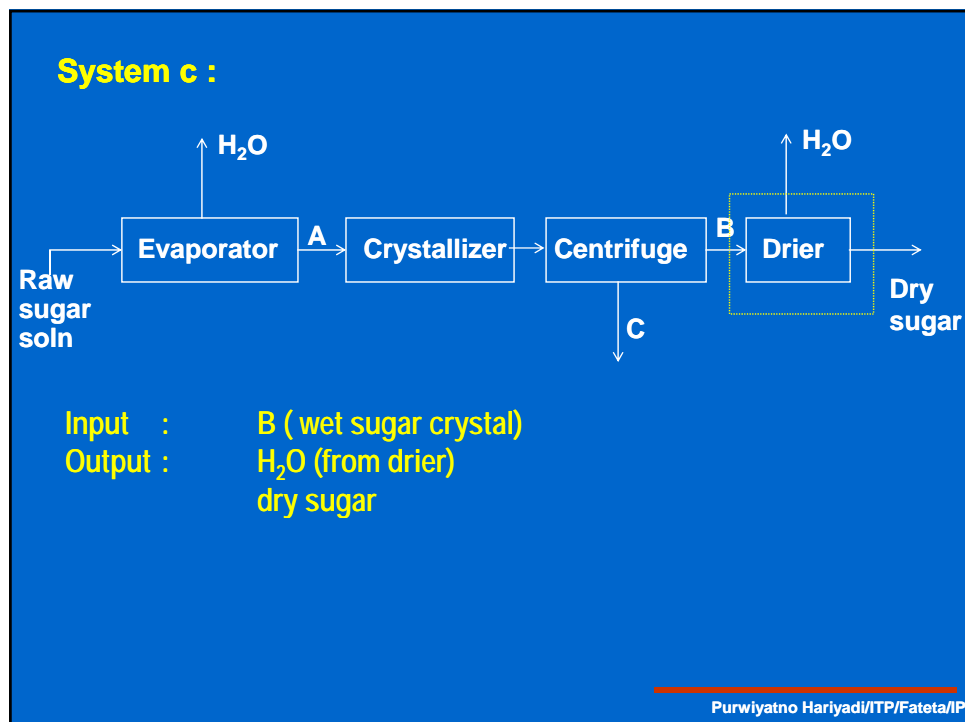 System c :
H₂O
H₂O
Evaporator
A
Crystallizer
Centrifuge
B
Drier
Raw
sugar
soln
Dry
sugar
C
Input : B ( wet sugar crystal)
Output : H₂O (from drier)
dry sugar
Purwiyatno Hariyadi/ITP/Fateta/IP